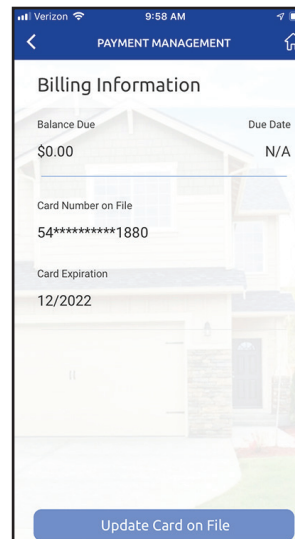 Verizon 9:58 AM
PAYMENT MANAGEMENT
Billing Information
Balance Due Due Date
$0.00 N/A
Card Number on File
54**********1880
Card Expiration
12/2022
Update Card on File